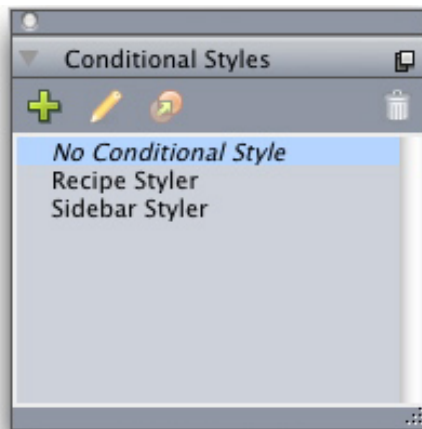 Conditional Styles
No Conditional Style
Recipe Styler
Sidebar Styler